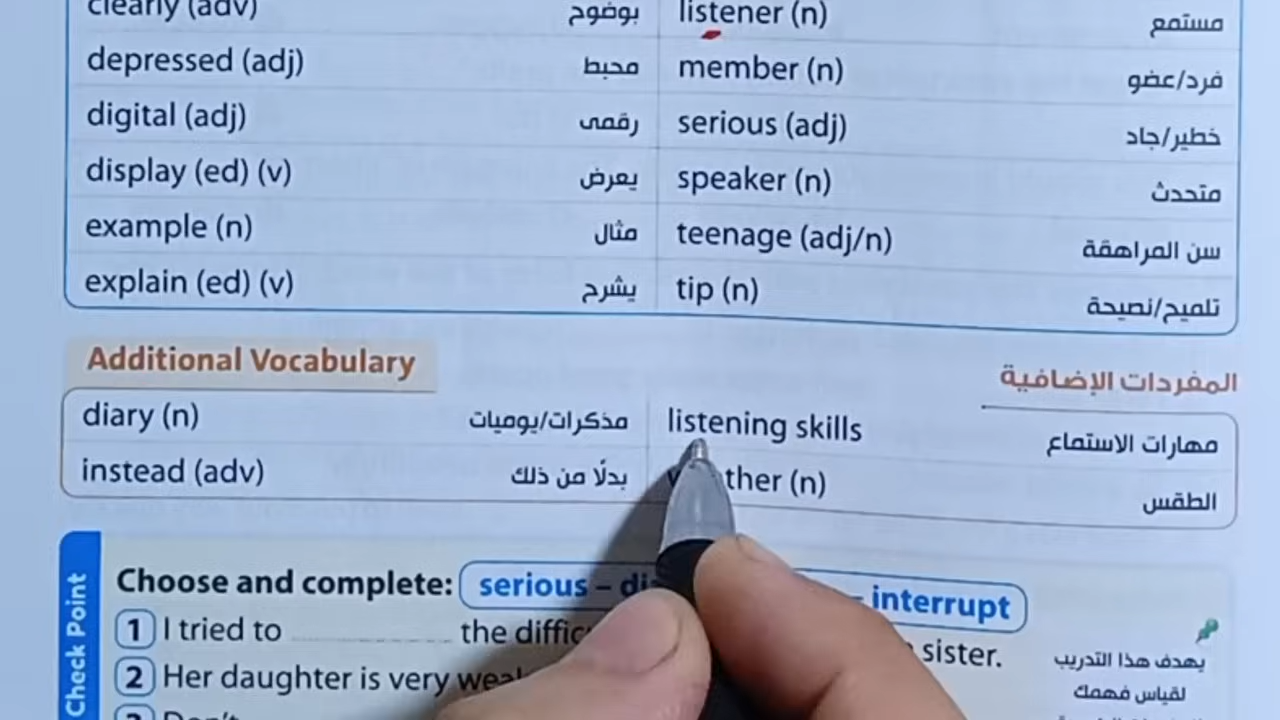 clearly (adv) بوضوح listener (n) مستمع
depressed (adj) محبط member (n) فرد/عضو
digital (adj) رقمى serious (adj) خطير/جاد
display (ed) (v) يعرض speaker (n) متحدث
example (n) مثال teenage (adj/n) سن المراهقة
explain (ed) (v) يشرح tip (n) تلميح/نصيحة
Additional Vocabulary المفردات الإضافية
diary (n) مذكرات/يوميات listening skills مهارات الاستماع
instead (adv) بدلًا من ذلك (n) الطقس
Check Point
Choose and complete: serious – – interrupt
1 I tried to the sister.
2 Her daughter is very
3 Don't
يهدف هذا التدريب
لقياس فهمك